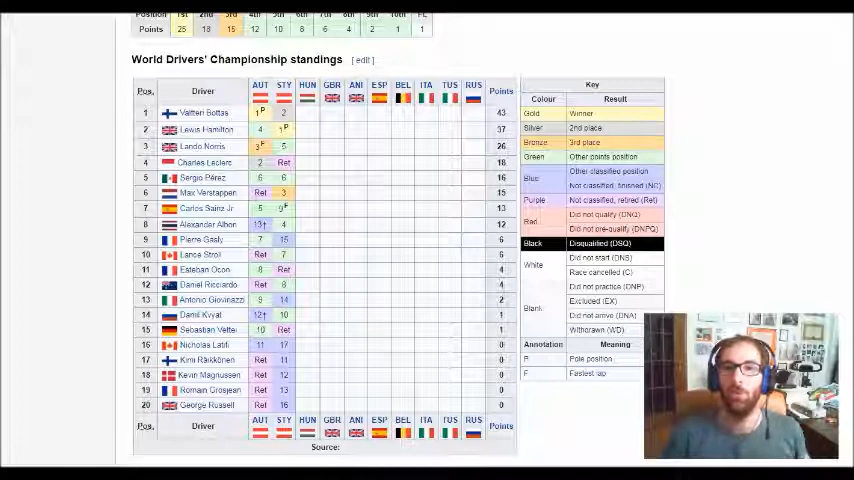 Position 1st 2nd 3rd 4th 5th 6th 7th 8th 9th 10th FL
Points 25 18 15 12 10 8 6 4 2 1 1
World Drivers' Championship standings [ edit ]
Pos. Driver AUT STY HUN GBR ANI ESP BEL ITA TUS RUS Points
1 Valtteri Bottas 1P 2 43
2 Lewis Hamilton 4 1P 37
3 Lando Norris 3F 5 26
4 Charles Leclerc 2 Ret 18
5 Sergio Pérez 6 6 16
6 Max Verstappen Ret 3 15
7 Carlos Sainz Jr 5 9F 13
8 Alexander Albon 13† 4 12
9 Pierre Gasly 7 15 6
10 Lance Stroll Ret 7 6
11 Esteban Ocon 8 Ret 4
12 Daniel Ricciardo Ret 8 4
13 Antonio Giovinazzi 9 14 2
14 Daniil Kvyat 12† 10 1
15 Sebastian Vettel 10 Ret 1
16 Nicholas Latifi 11 17 0
17 Kimi Räikkönen Ret 11 0
18 Kevin Magnussen Ret 12 0
19 Romain Grosjean Ret 13 0
20 George Russell Ret 16 0
Pos. Driver AUT STY HUN GBR ANI ESP BEL ITA TUS RUS Points
Source:
Key
Colour Result
Gold Winner
Silver 2nd place
Bronze 3rd place
Green Other points position
Blue Other classified position
Not classified, finished (NC)
Purple Not classified, retired (Ret)
Red Did not qualify (DNQ)
Did not pre-qualify (DNPQ)
Black Disqualified (DSQ)
White Did not start (DNS)
Race cancelled (C)
Blank Did not practice (DNP)
Excluded (EX)
Did not arrive (DNA)
Withdrawn (WD)
Annotation Meaning
P Pole position
F Fastest lap